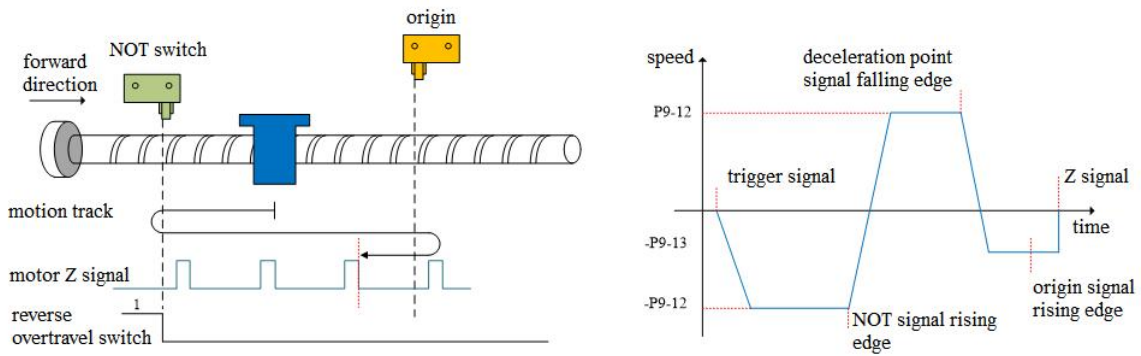 origin
NOT switch
forward
direction
motion track
motor Z signal
1
reverse
overtravel switch
speed
deceleration point
signal falling edge
P9-12
trigger signal
Z signal
time
-P9-13
origin signal
rising edge
-P9-12
NOT signal rising
edge